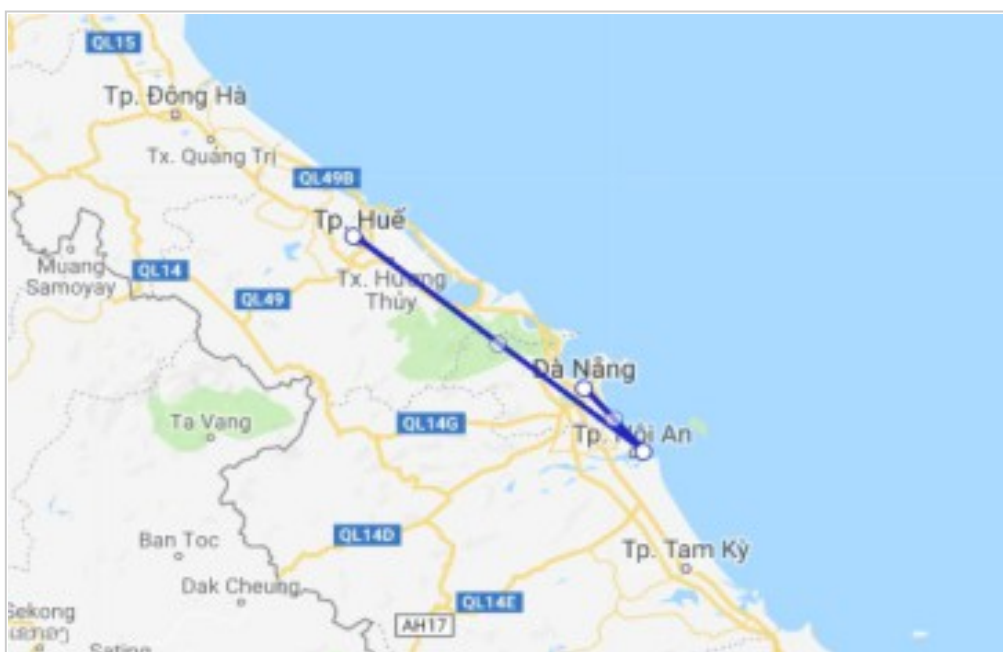 QL15
Tp. Đông Hà
Tx. Quảng Trị
QL49B
Tp. Huế
Muang
Samoyay
QL14
Tx. Hương
Thủy
QL49
Đà Nẵng
Ta Vang
QL14G
Tp. Hội An
QL14D
Ban Toc
Tp. Tam Kỳ
Dak Cheung
QL14E
Sekong
AH17
Sating